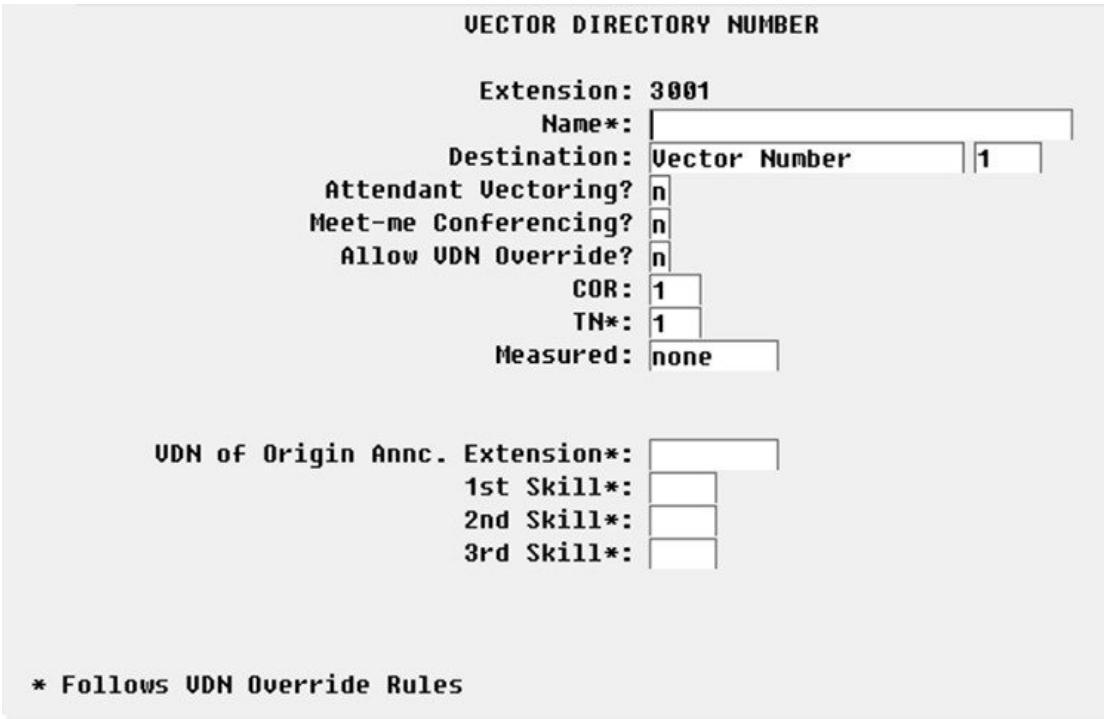 VECTOR DIRECTORY NUMBER
Extension: 3001
Name*:
Destination: Vector Number 1
Attendant Vectoring? n
Meet-me Conferencing? n
Allow VDN Override? n
COR: 1
TN*: 1
Measured: none
VDN of Origin Annc. Extension*:
1st Skill*:
2nd Skill*:
3rd Skill*:
* Follows VDN Override Rules